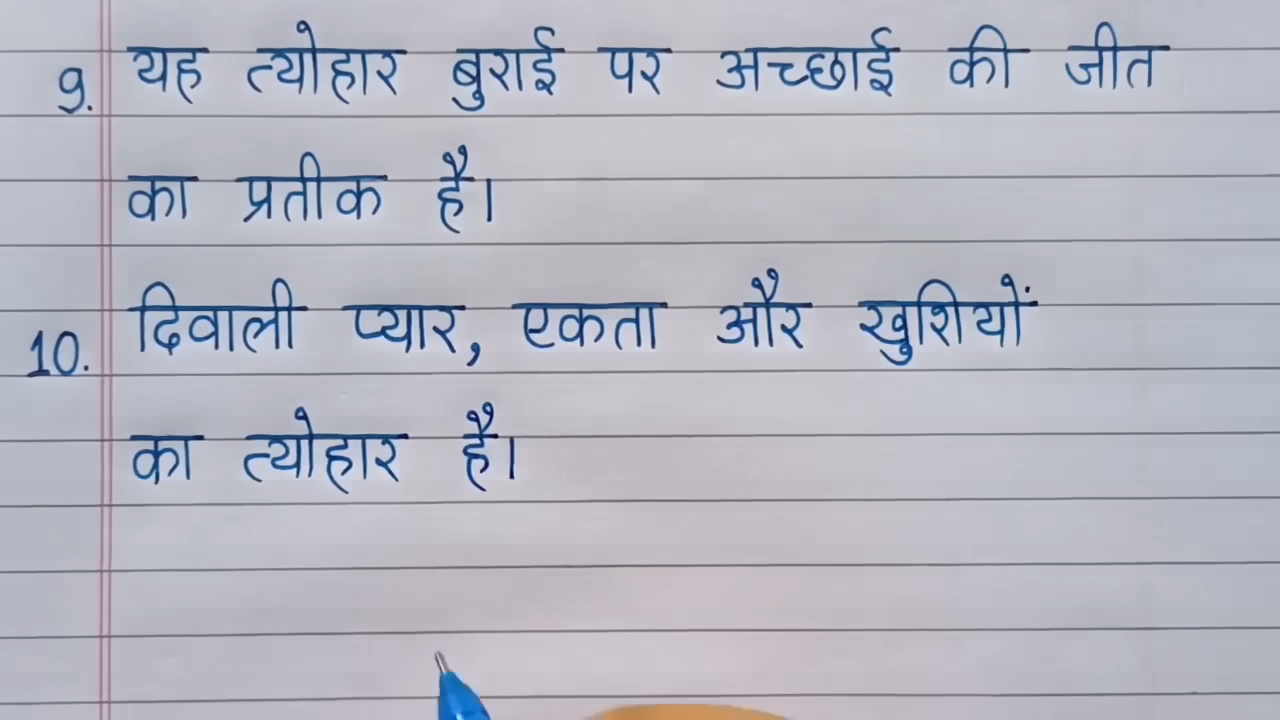 9. यह त्योहार बुराई पर अच्छाई की जीत
का प्रतीक है।
10. दिवाली प्यार, एकता और खुशियों
का त्योहार है।